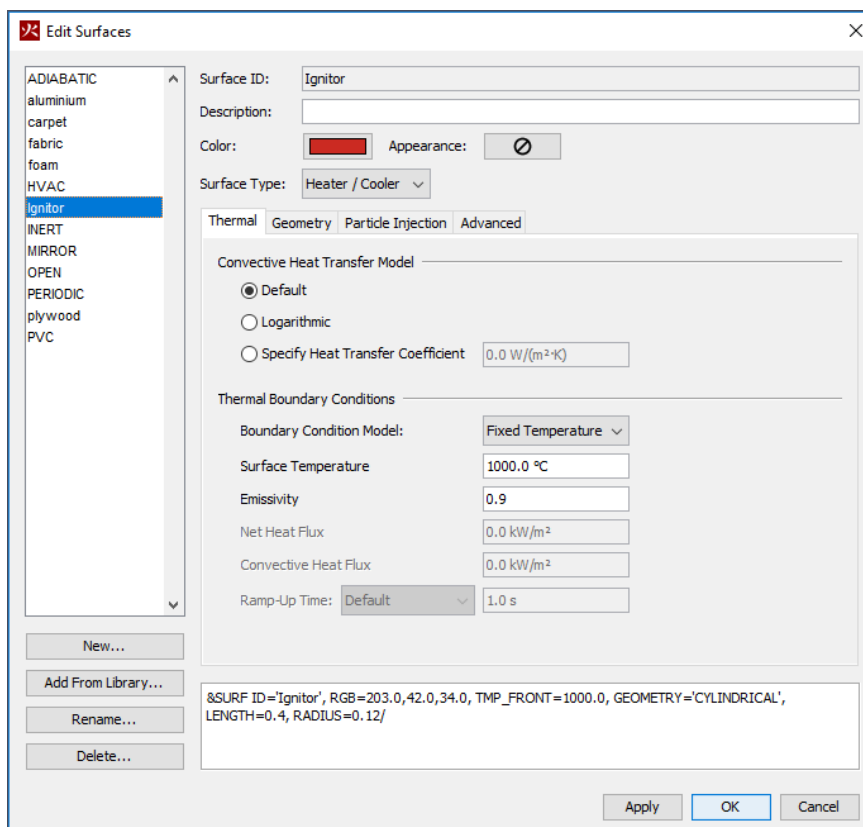 火 Edit Surfaces
ADIABATIC
aluminium
carpet
fabric
foam
HVAC
Ignitor
INERT
MIRROR
OPEN
PERIODIC
plywood
PVC
New...
Add From Library...
Rename...
Delete...
Surface ID: Ignitor
Description:
Color: Appearance:
Surface Type: Heater / Cooler
Thermal Geometry Particle Injection Advanced
Convective Heat Transfer Model
Default
Logarithmic
Specify Heat Transfer Coefficient 0.0 W/(m²·K)
Thermal Boundary Conditions
Boundary Condition Model: Fixed Temperature
Surface Temperature 1000.0 °C
Emissivity 0.9
Net Heat Flux 0.0 kW/m²
Convective Heat Flux 0.0 kW/m²
Ramp-Up Time: Default 1.0 s
&SURF ID='Ignitor', RGB=203.0,42.0,34.0, TMP_FRONT=1000.0, GEOMETRY='CYLINDRICAL',
LENGTH=0.4, RADIUS=0.12/
Apply OK Cancel